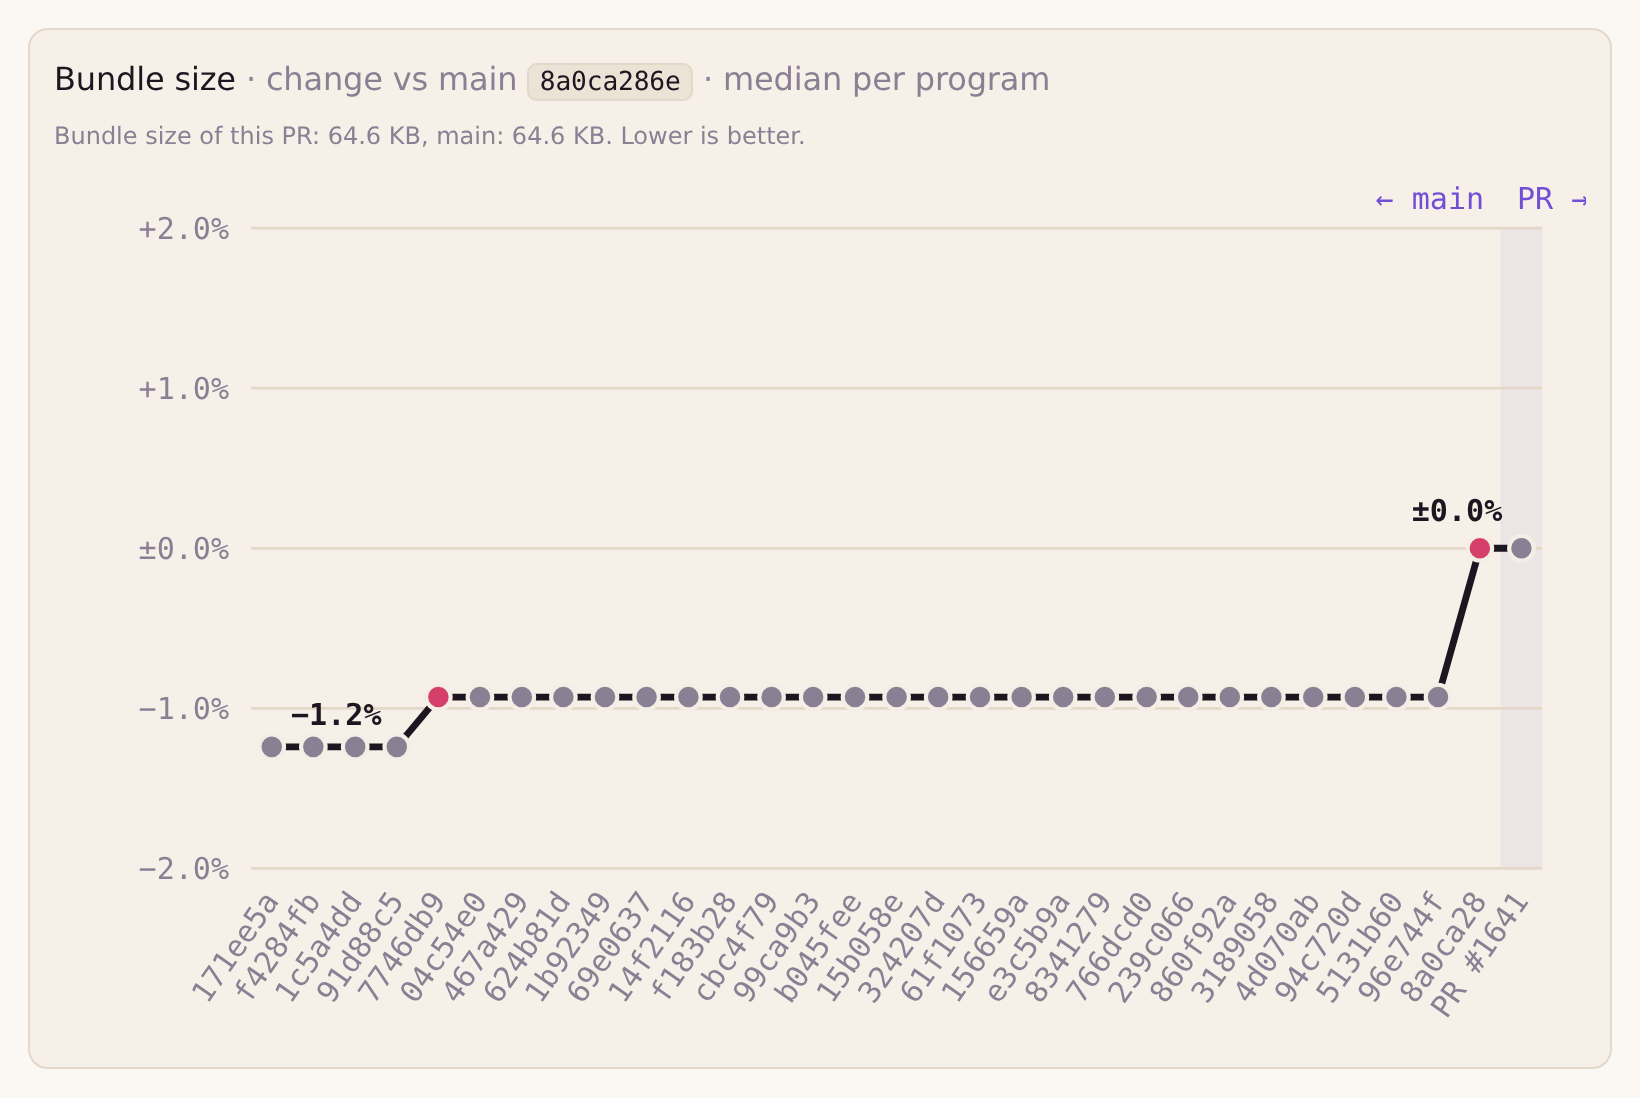 Bundle size · change vs main 8a0ca286e · median per program
Bundle size of this PR: 64.6 KB, main: 64.6 KB. Lower is better.
← main PR →
+2.0%
+1.0%
±0.0%
±0.0%
−1.0%
−1.2%
−2.0%
171ee5a
f4284fb
1c5a4dd
91d88c5
7746db9
04c54e0
467a429
624b81d
1b92349
69e0637
14f2116
f183b28
cbc4f79
99ca9b3
b045fee
15b058e
324207d
61f1073
156659a
e3c5b9a
8341279
766dcd0
239c066
860f92a
3189058
4d070ab
94c720d
5131b60
96e744f
8a0ca28
PR #1641